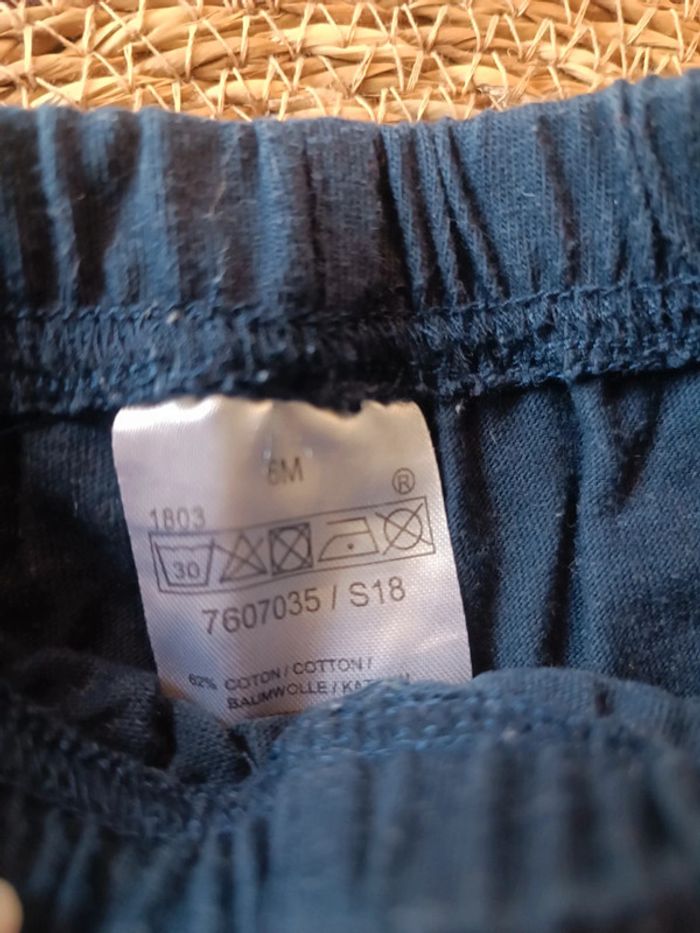 6M
®
1803
30
7607035 / S18
62% COTON / COTTON /
BAUMWOLLE /